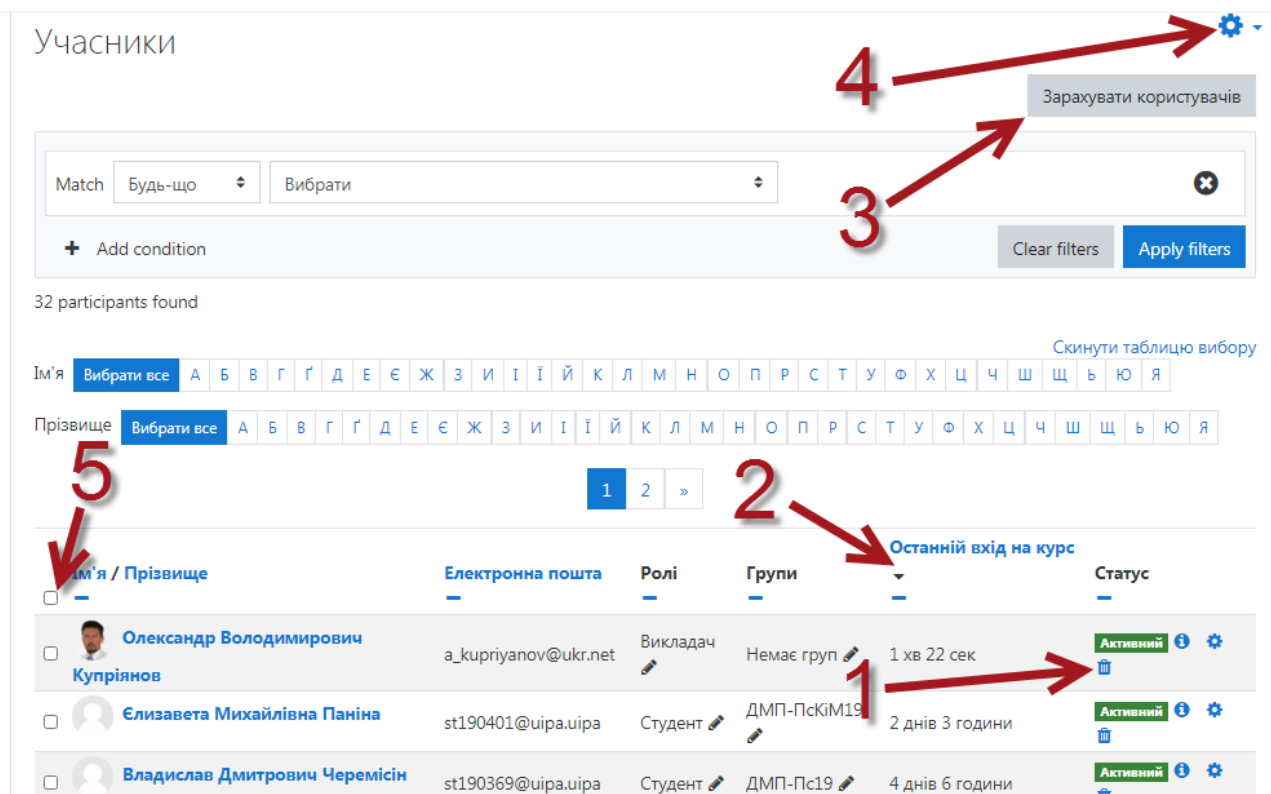 Учасники
4
Зарахувати користувачів
Match Будь-що Вибрати
3
Add condition Clear filters Apply filters
32 participants found
Скинути таблицю вибору
Ім'я Вибрати все А Б В Г Ґ Д Е Є Ж З И І Ї Й К Л М Н О П Р С Т У Ф Х Ц Ч Ш Щ Ь Ю Я
Прізвище Вибрати все А Б В Г Ґ Д Е Є Ж З И І Ї Й К Л М Н О П Р С Т У Ф Х Ц Ч Ш Щ Ь Ю Я
5
1 2 »
2
Останній вхід на курс
Ім'я / Прізвище Електронна пошта Ролі Групи Статус
Олександр Володимирович
Купріянов a_kupriyanov@ukr.net Викладач Немає груп 1 хв 22 сек Активний
1
Єлизавета Михайлівна Паніна st190401@uipa.uipa Студент ДМП-ПсКіМ19 2 днів 3 години Активний
Владислав Дмитрович Черемісін st190369@uipa.uipa Студент ДМП-Пс19 4 днів 6 години Активний